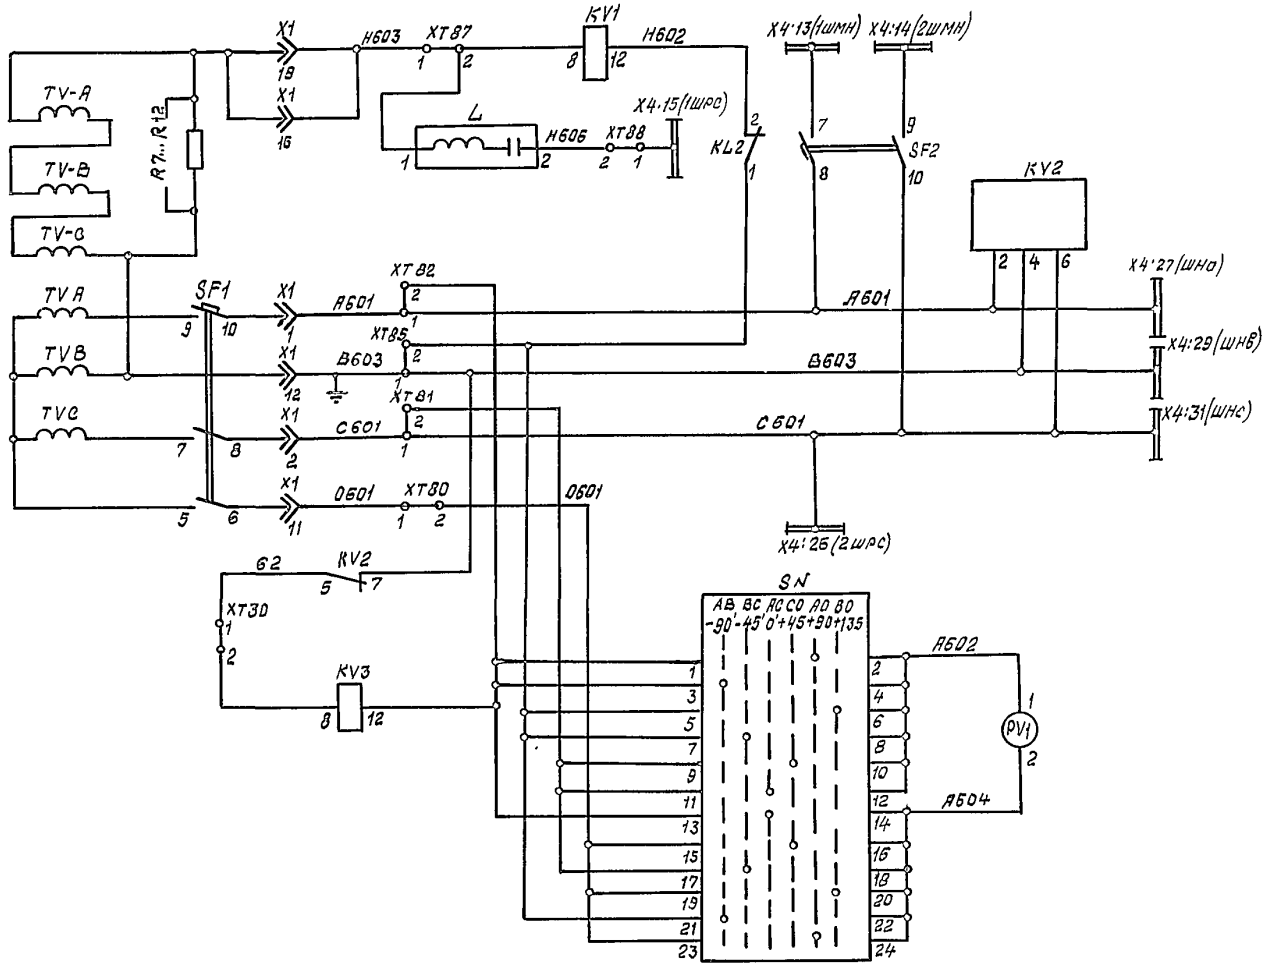 X1
H603
XT87
KV1
H602
X4:13(1ШМН)
X4:14(2ШМН)
1
2
8
12
19
TV-A
X1
16
R7...R12
L
H606
XT88
X4:15(1ШРС)
1
2
2
1
2
KL2
1
7
8
9
SF2
10
TV-B
TV-C
KV2
2
4
6
X4:27(ШНа)
TVA
SF1
9
10
X1
1
A601
XT82
2
1
A601
X4:29(ШНв)
TVB
X1
12
B603
XT85
2
1
B603
X4:31(ШНс)
TVC
7
8
X1
2
C601
XT81
2
1
C601
5
6
X1
11
0601
XT80
1
2
0601
X4:26(2ШРС)
62
KV2
5
7
XT30
1
2
KV3
8
12
SN
AB BC AC CO AO BO
-90' -45' 0' +45 +90 +135
1
2
3
4
5
6
7
8
9
10
11
12
13
14
15
16
17
18
19
20
21
22
23
24
A602
1
PV1
2
A604